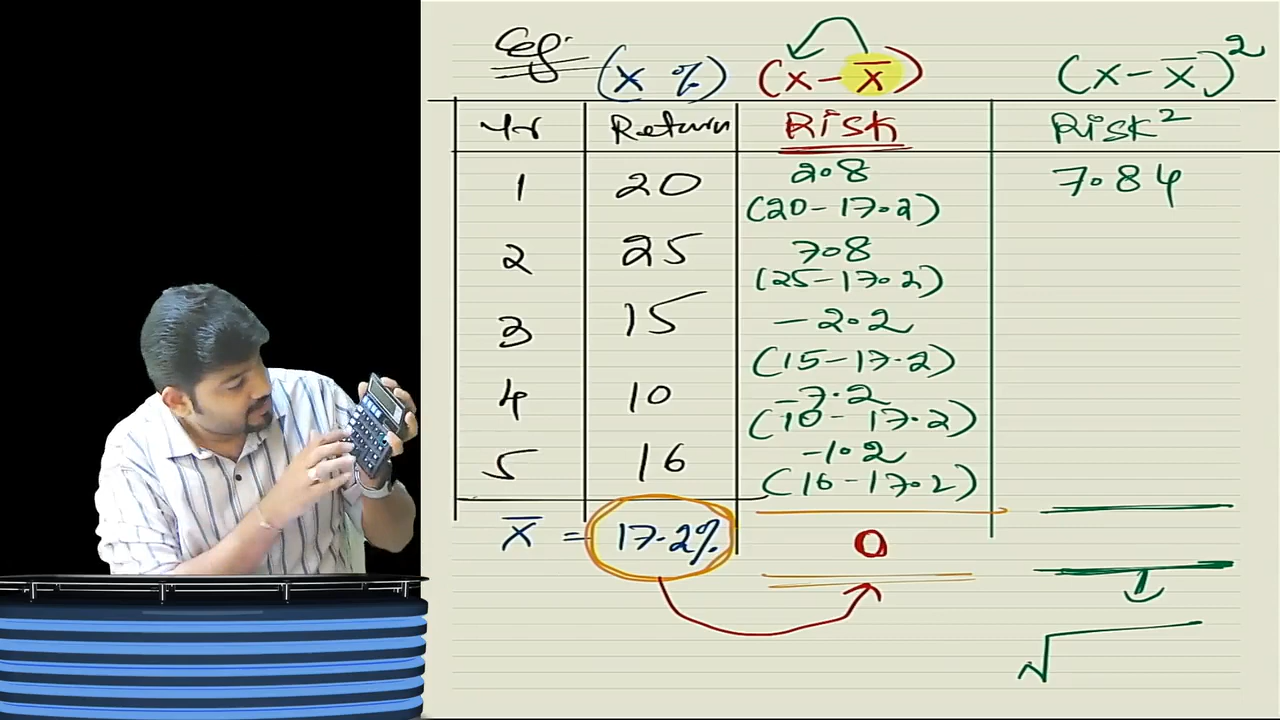 Eg:
(x %) (x - x̄) (x - x̄)²
Yr Return Risk Risk²
1 20 2.8 7.84
(20 - 17.2)
2 25 7.8
(25 - 17.2)
3 15 -2.2
(15 - 17.2)
4 10 -7.2
(10 - 17.2)
5 16 -1.2
(16 - 17.2)
x̄ = 17.2% 0
√